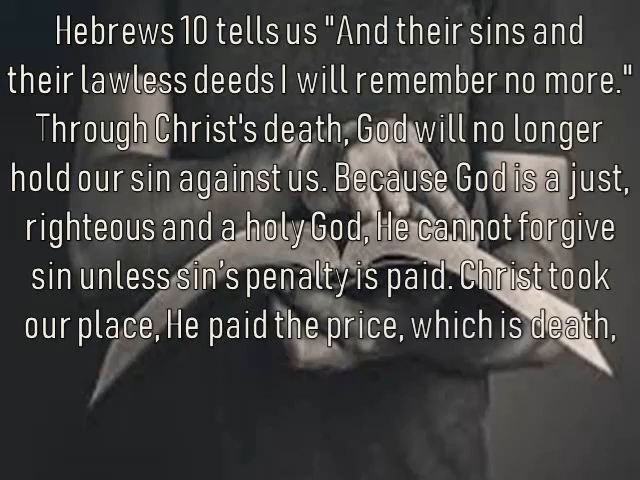 Hebrews 10 tells us "And their sins and
their lawless deeds I will remember no more."
Through Christ's death, God will no longer
hold our sin against us. Because God is a just,
righteous and a holy God, He cannot forgive
sin unless sin’s penalty is paid. Christ took
our place, He paid the price, which is death,